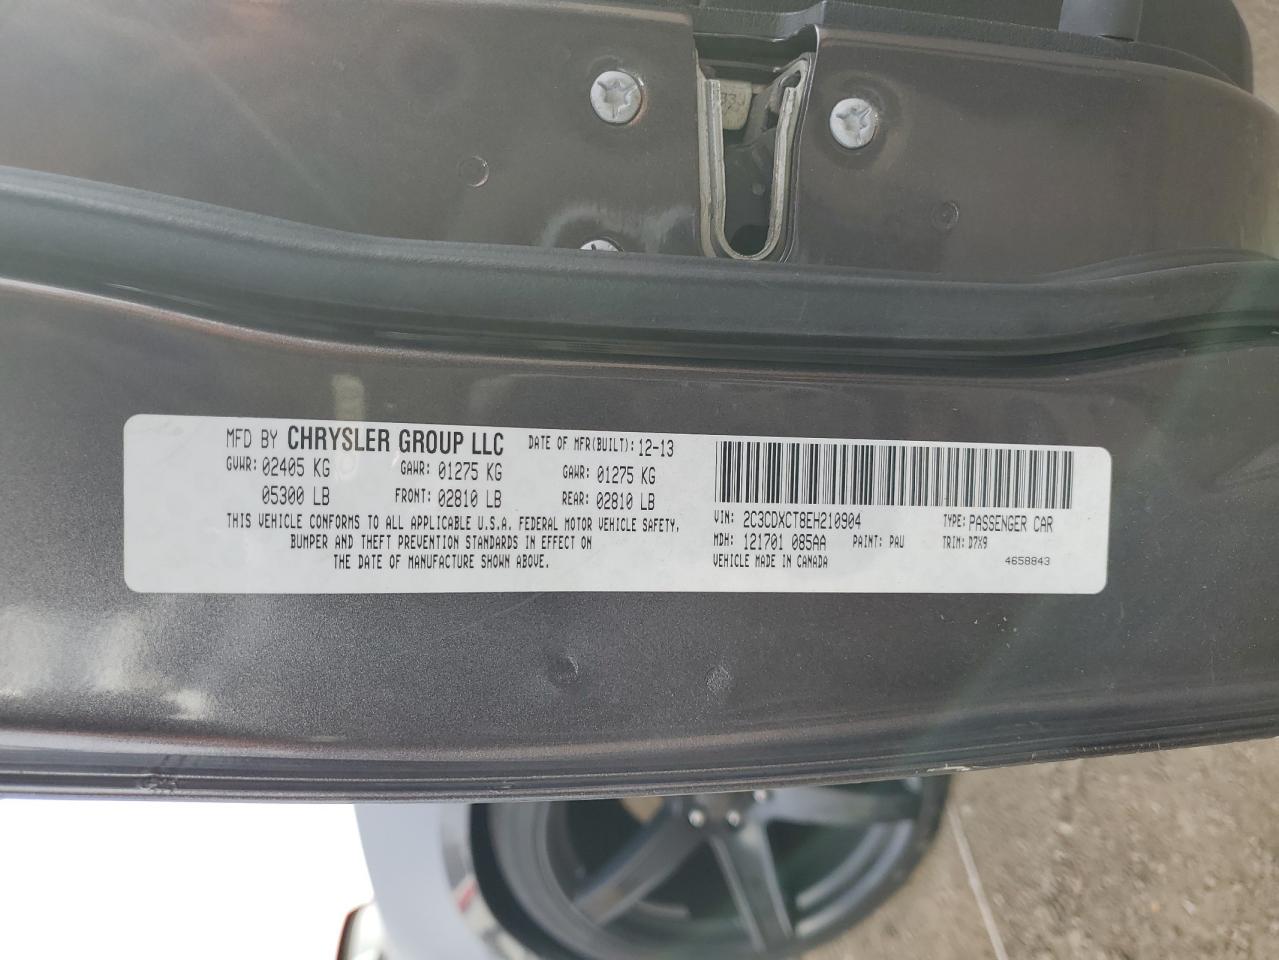 MFD BY CHRYSLER GROUP LLC DATE OF MFR(BUILT): 12-13
GVWR: 02405 KG GAWR: 01275 KG GAWR: 01275 KG
05300 LB FRONT: 02810 LB REAR: 02810 LB
THIS VEHICLE CONFORMS TO ALL APPLICABLE U.S.A. FEDERAL MOTOR VEHICLE SAFETY,
BUMPER AND THEFT PREVENTION STANDARDS IN EFFECT ON
THE DATE OF MANUFACTURE SHOWN ABOVE.
VIN: 2C3CDXCT8EH210904 TYPE: PASSENGER CAR
MDH: 121701 085AA PAINT: PAU TRIM: D7X9
VEHICLE MADE IN CANADA 4658843